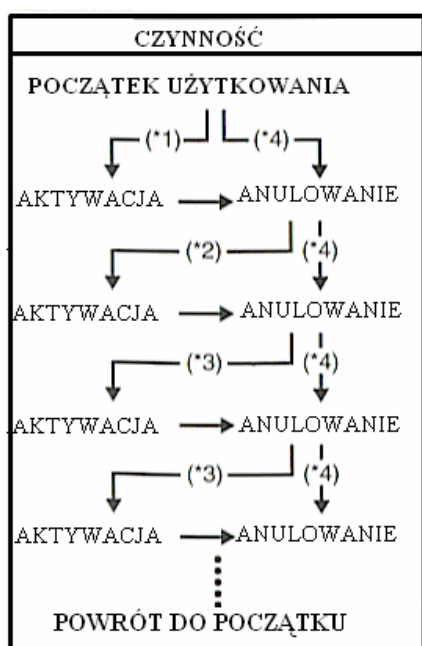 CZYNNOŚĆ
POCZĄTEK UŻYTKOWANIA
(*1) (*4)
AKTYWACJA ANULOWANIE
(*2) (*4)
AKTYWACJA ANULOWANIE
(*3) (*4)
AKTYWACJA ANULOWANIE
(*3) (*4)
AKTYWACJA ANULOWANIE
POWRÓT DO POCZĄTKU